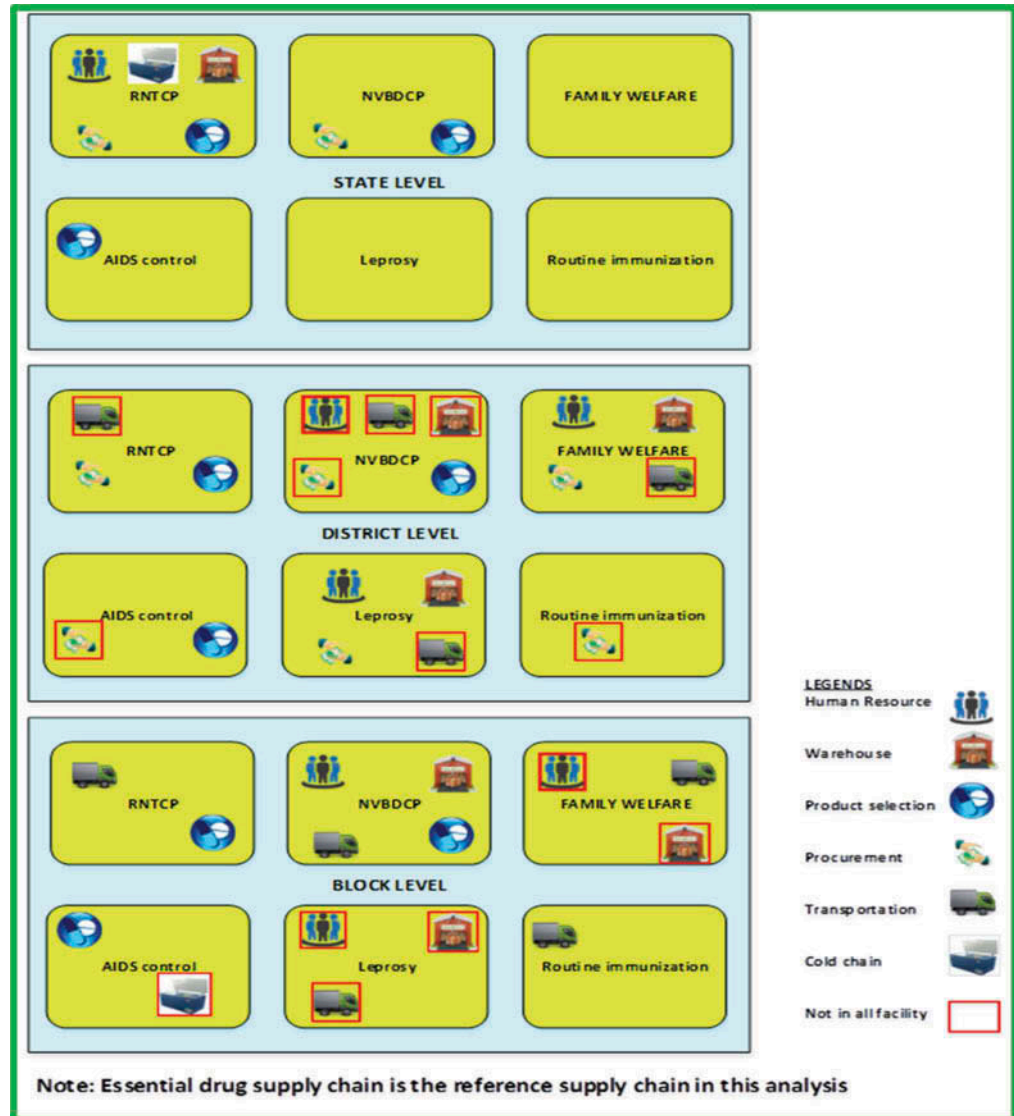 RNTCP
NVBDCP
FAMILY WELFARE
STATE LEVEL
AIDS control
Leprosy
Routine immunization
RNTCP
NVBDCP
FAMILY WELFARE
DISTRICT LEVEL
AIDS control
Leprosy
Routine immunization
RNTCP
NVBDCP
FAMILY WELFARE
BLOCK LEVEL
AIDS control
Leprosy
Routine immunization
LEGENDS
Human Resource
Warehouse
Product selection
Procurement
Transportation
Cold chain
Not in all facility
Note: Essential drug supply chain is the reference supply chain in this analysis